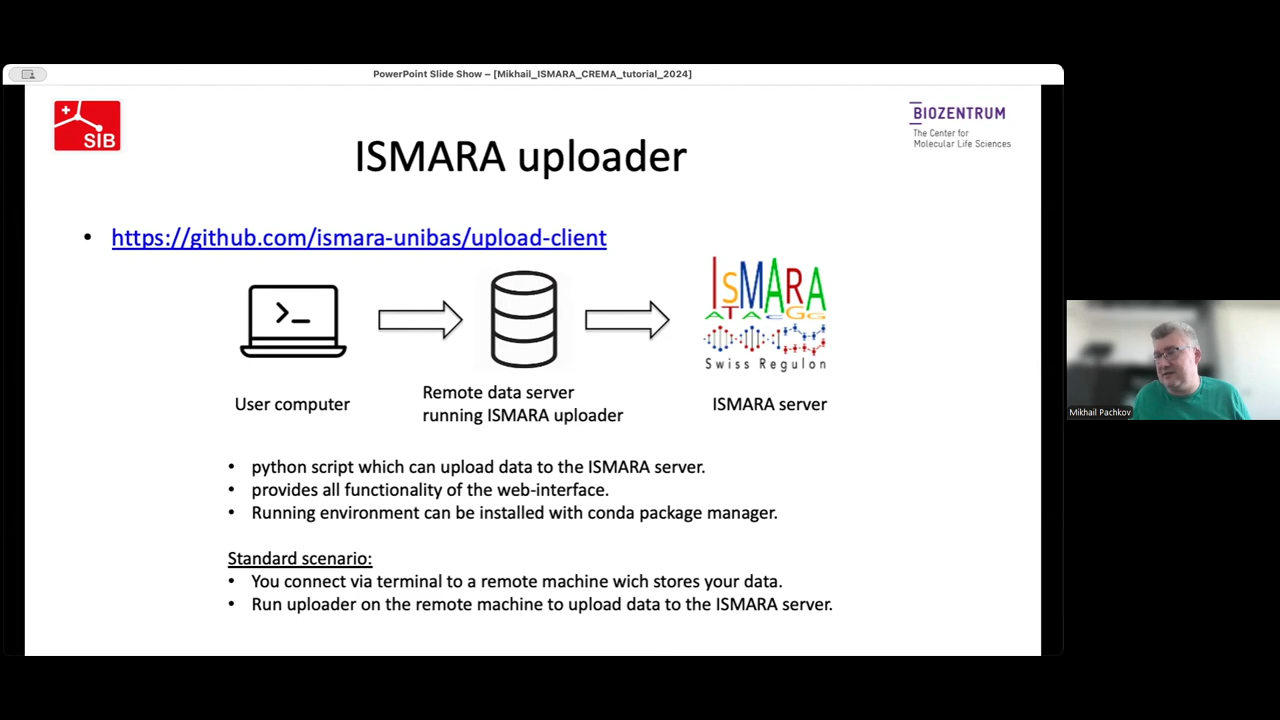 PowerPoint Slide Show – [Mikhail_ISMARA_CREMA_tutorial_2024]
SIB
BIOZENTRUM
The Center for
Molecular Life Sciences
ISMARA uploader
• https://github.com/ismara-unibas/upload-client
ISMARA
ATACGG
Swiss Regulon
User computer
Remote data server
running ISMARA uploader
ISMARA server
Mikhail Pachkov
• python script which can upload data to the ISMARA server.
• provides all functionality of the web-interface.
• Running environment can be installed with conda package manager.
Standard scenario:
• You connect via terminal to a remote machine wich stores your data.
• Run uploader on the remote machine to upload data to the ISMARA server.